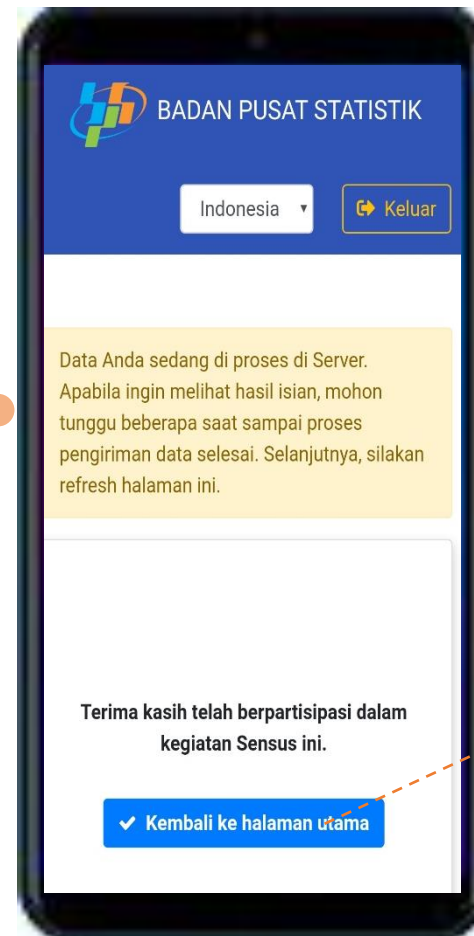 BADAN PUSAT STATISTIK
Indonesia
Keluar
Data Anda sedang di proses di Server.
Apabila ingin melihat hasil isian, mohon
tunggu beberapa saat sampai proses
pengiriman data selesai. Selanjutnya, silakan
refresh halaman ini.
Terima kasih telah berpartisipasi dalam
kegiatan Sensus ini.
Kembali ke halaman utama